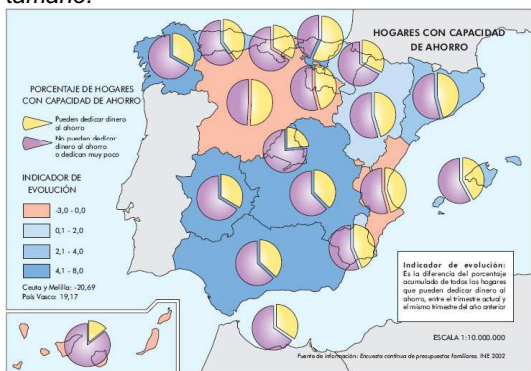 tamaño.
HOGARES CON CAPACIDAD
DE AHORRO
PORCENTAJE DE HOGARES
CON CAPACIDAD DE AHORRO
Pueden dedicar dinero
al ahorro
No pueden dedicar
dinero al ahorro
o dedican muy poco
INDICADOR DE
EVOLUCIÓN
-3,0 - 0,0
0,1 - 2,0
2,1 - 4,0
4,1 - 8,0
Ceuta y Melilla: -20,69
País Vasco: 19,17
Indicador de evolución:
Es la diferencia del porcentaje
acumulado de todos los hogares
que pueden dedicar dinero al
ahorro, entre el trimestre actual y
el mismo trimestre del año anterior
ESCALA 1:10.000.000
Fuente de información: Encuesta continua de presupuestos familiares. INE 2002